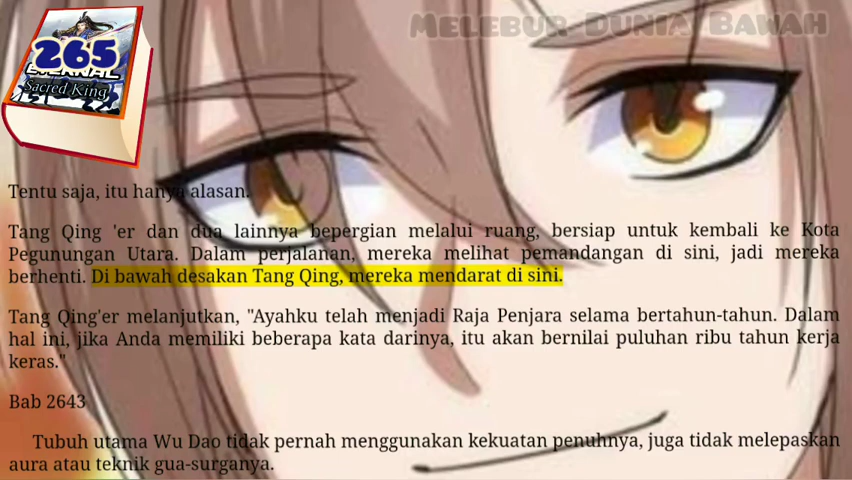 Melebur Dunia Bawah
265
ETERNAL
Sacred King
Tentu saja, itu hanya alasan.
Tang Qing 'er dan dua lainnya bepergian melalui ruang, bersiap untuk kembali ke Kota
Pegunungan Utara. Dalam perjalanan, mereka melihat pemandangan di sini, jadi mereka
berhenti. Di bawah desakan Tang Qing, mereka mendarat di sini.
Tang Qing'er melanjutkan, "Ayahku telah menjadi Raja Penjara selama bertahun-tahun. Dalam
hal ini, jika Anda memiliki beberapa kata darinya, itu akan bernilai puluhan ribu tahun kerja
keras."
Bab 2643
Tubuh utama Wu Dao tidak pernah menggunakan kekuatan penuhnya, juga tidak melepaskan
aura atau teknik gua-surganya.